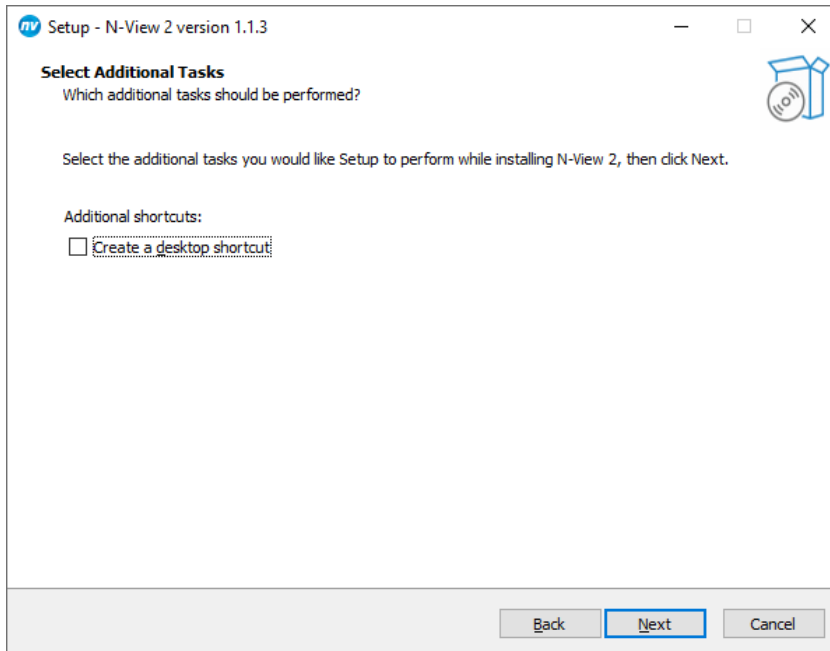 nv Setup - N-View 2 version 1.1.3
Select Additional Tasks
Which additional tasks should be performed?
Select the additional tasks you would like Setup to perform while installing N-View 2, then click Next.
Additional shortcuts:
Create a desktop shortcut
Back Next Cancel